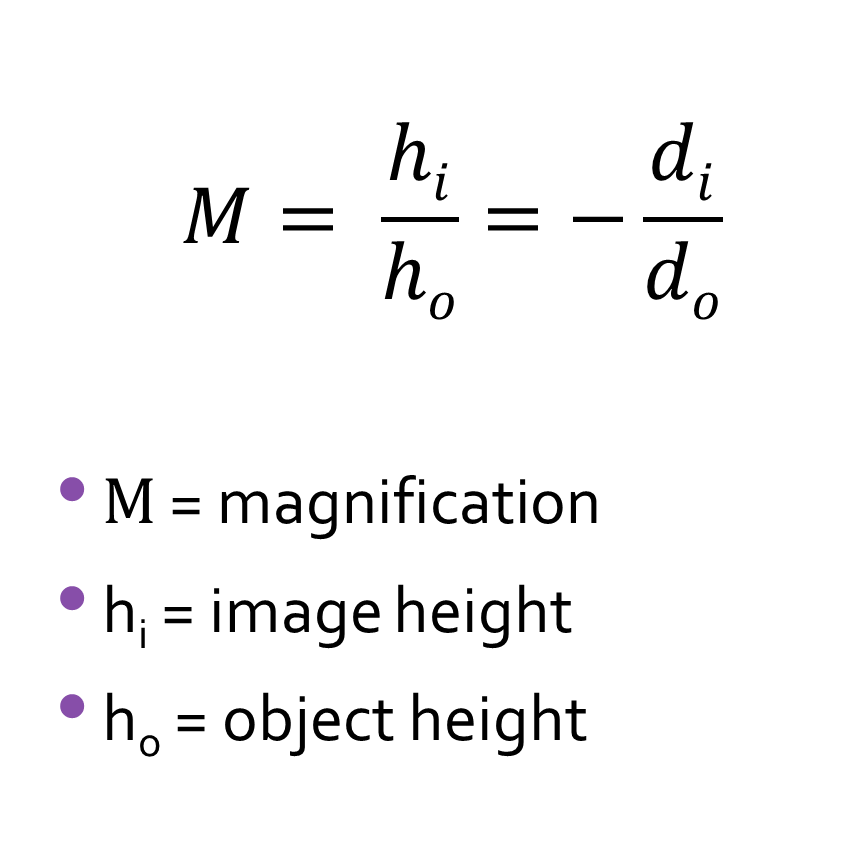 M = h_i / h_o = − d_i / d_o
• M = magnification
• h_i = image height
• h_o = object height